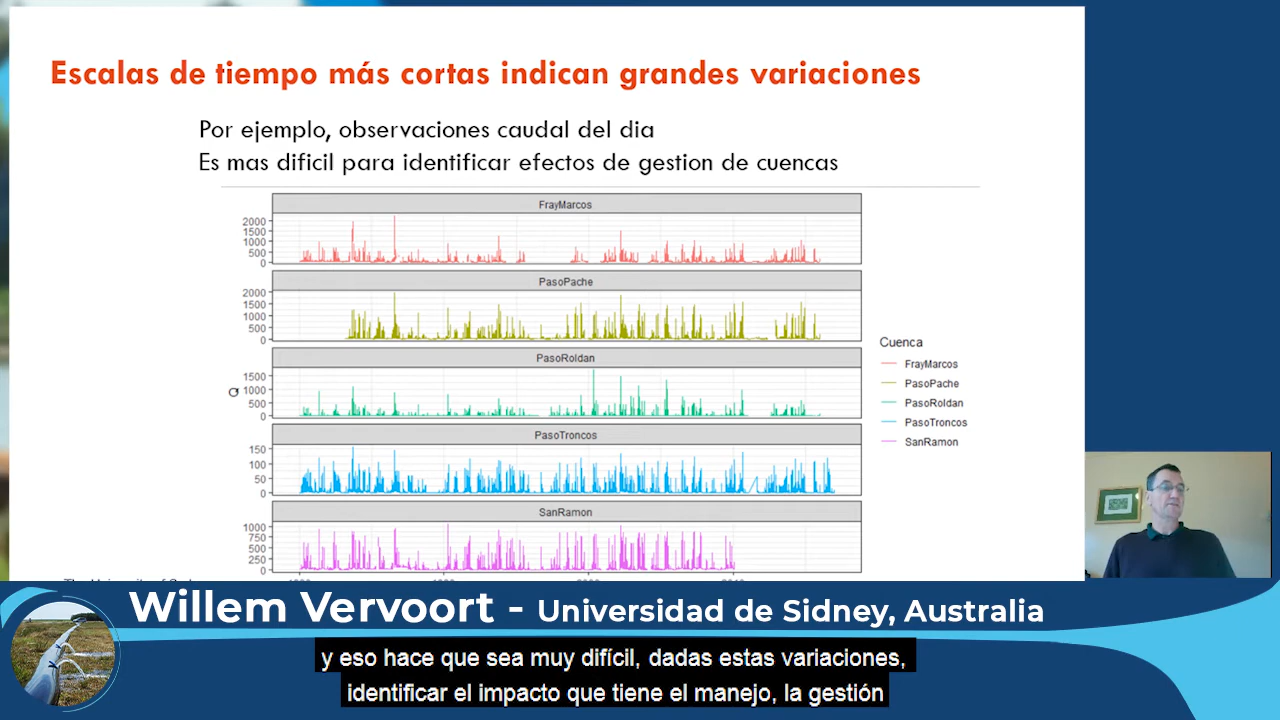 Escalas de tiempo más cortas indican grandes variaciones
Por ejemplo, observaciones caudal del dia
Es mas dificil para identificar efectos de gestion de cuencas
FrayMarcos
2000
1500
1000
500
0
PasoPache
2000
1500
1000
500
0
PasoRoldan
1500
1000
500
0
Q
PasoTroncos
150
100
50
0
SanRamon
1000
750
500
250
0
Cuenca
FrayMarcos
PasoPache
PasoRoldan
PasoTroncos
SanRamon
Willem Vervoort - Universidad de Sidney, Australia
y eso hace que sea muy difícil, dadas estas variaciones,
identificar el impacto que tiene el manejo, la gestión